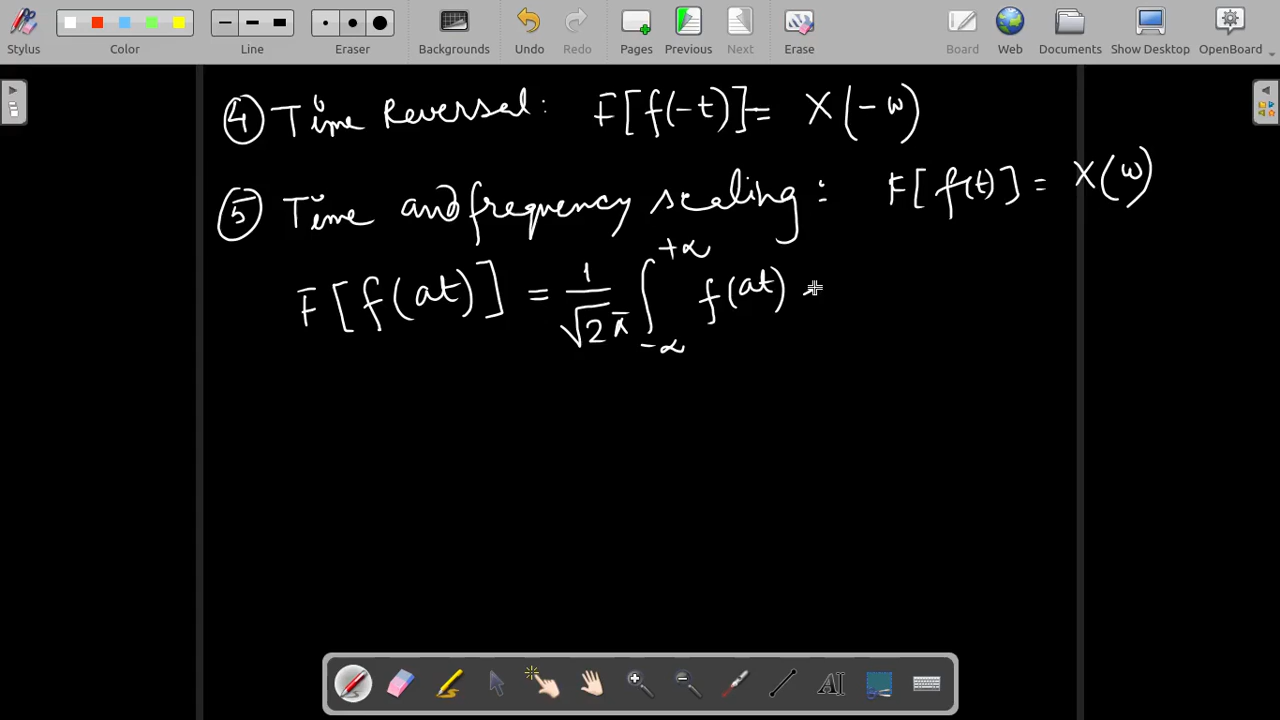 Stylus Color Line Eraser Backgrounds Undo Redo Pages Previous Next Erase Board Web Documents Show Desktop OpenBoard
④ Time Reversal: F[f(-t)] = X(-ω)
⑤ Time and frequency scaling: F[f(t)] = X(ω)
F[f(at)] = 1/√2π ∫_{-∞}^{+∞} f(at)